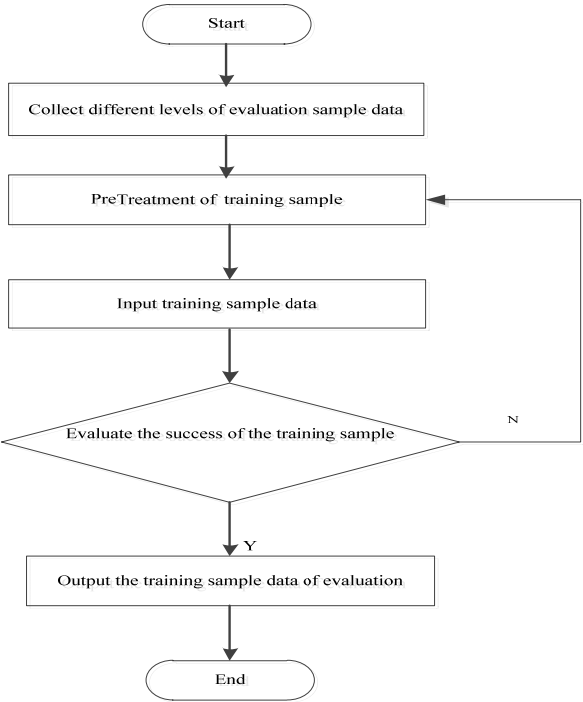 Start
Collect different levels of evaluation sample data
PreTreatment of training sample
Input training sample data
Evaluate the success of the training sample
N
Y
Output the training sample data of evaluation
End